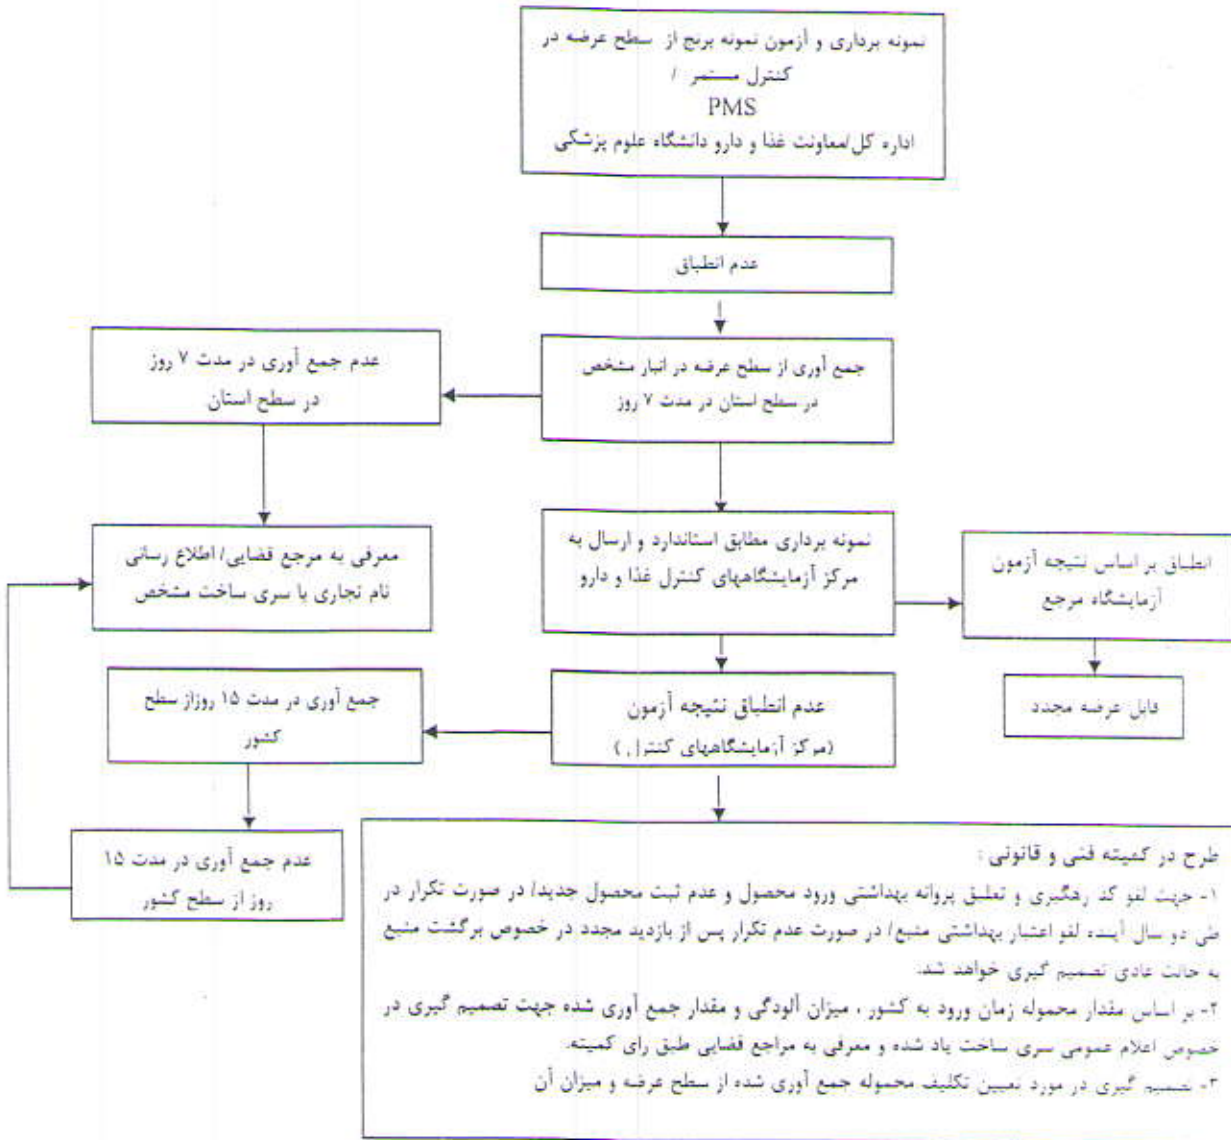 نمونه برداری و آزمون نمونه برنج از سطح عرضه در
کنترل مستمر /
PMS
اداره کل/معاونت غذا و دارو دانشگاه علوم پزشکی
عدم انطباق
جمع آوری از سطح عرضه در انبار مشخص
در سطح استان در مدت ۷ روز
عدم جمع آوری در مدت ۷ روز
در سطح استان
نمونه برداری مطابق استاندارد و ارسال به
مرکز آزمایشگاههای کنترل غذا و دارو
معرفی به مرجع قضایی/ اطلاع رسانی
نام تجاری با سری ساخت مشخص
انطباق بر اساس نتیجه آزمون
آزمایشگاه مرجع
قابل عرضه مجدد
عدم انطباق نتیجه آزمون
(مرکز آزمایشگاههای کنترل)
جمع آوری در مدت ۱۵ روزاز سطح
کشور
عدم جمع آوری در مدت ۱۵
روز از سطح کشور
طرح در کمیته فنی و قانونی :
۱- جهت لغو کد رهگیری و تعلیق پروانه بهداشتی ورود محصول و عدم ثبت محصول جدید/ در صورت تکرار در
طی دو سال آینده لغو اعتبار بهداشتی منبع/ در صورت عدم تکرار پس از بازدید مجدد در خصوص برگشت منبع
به حالت عادی تصمیم گیری خواهد شد.
۲- بر اساس مقدار محموله زمان ورود به کشور ، میزان آلودگی و مقدار جمع آوری شده جهت تصمیم گیری در
خصوص اعلام عمومی سری ساخت یاد شده و معرفی به مراجع قضایی طبق رای کمیته.
۳- تصمیم گیری در مورد تعیین تکلیف محموله جمع آوری شده از سطح عرضه و میزان آن